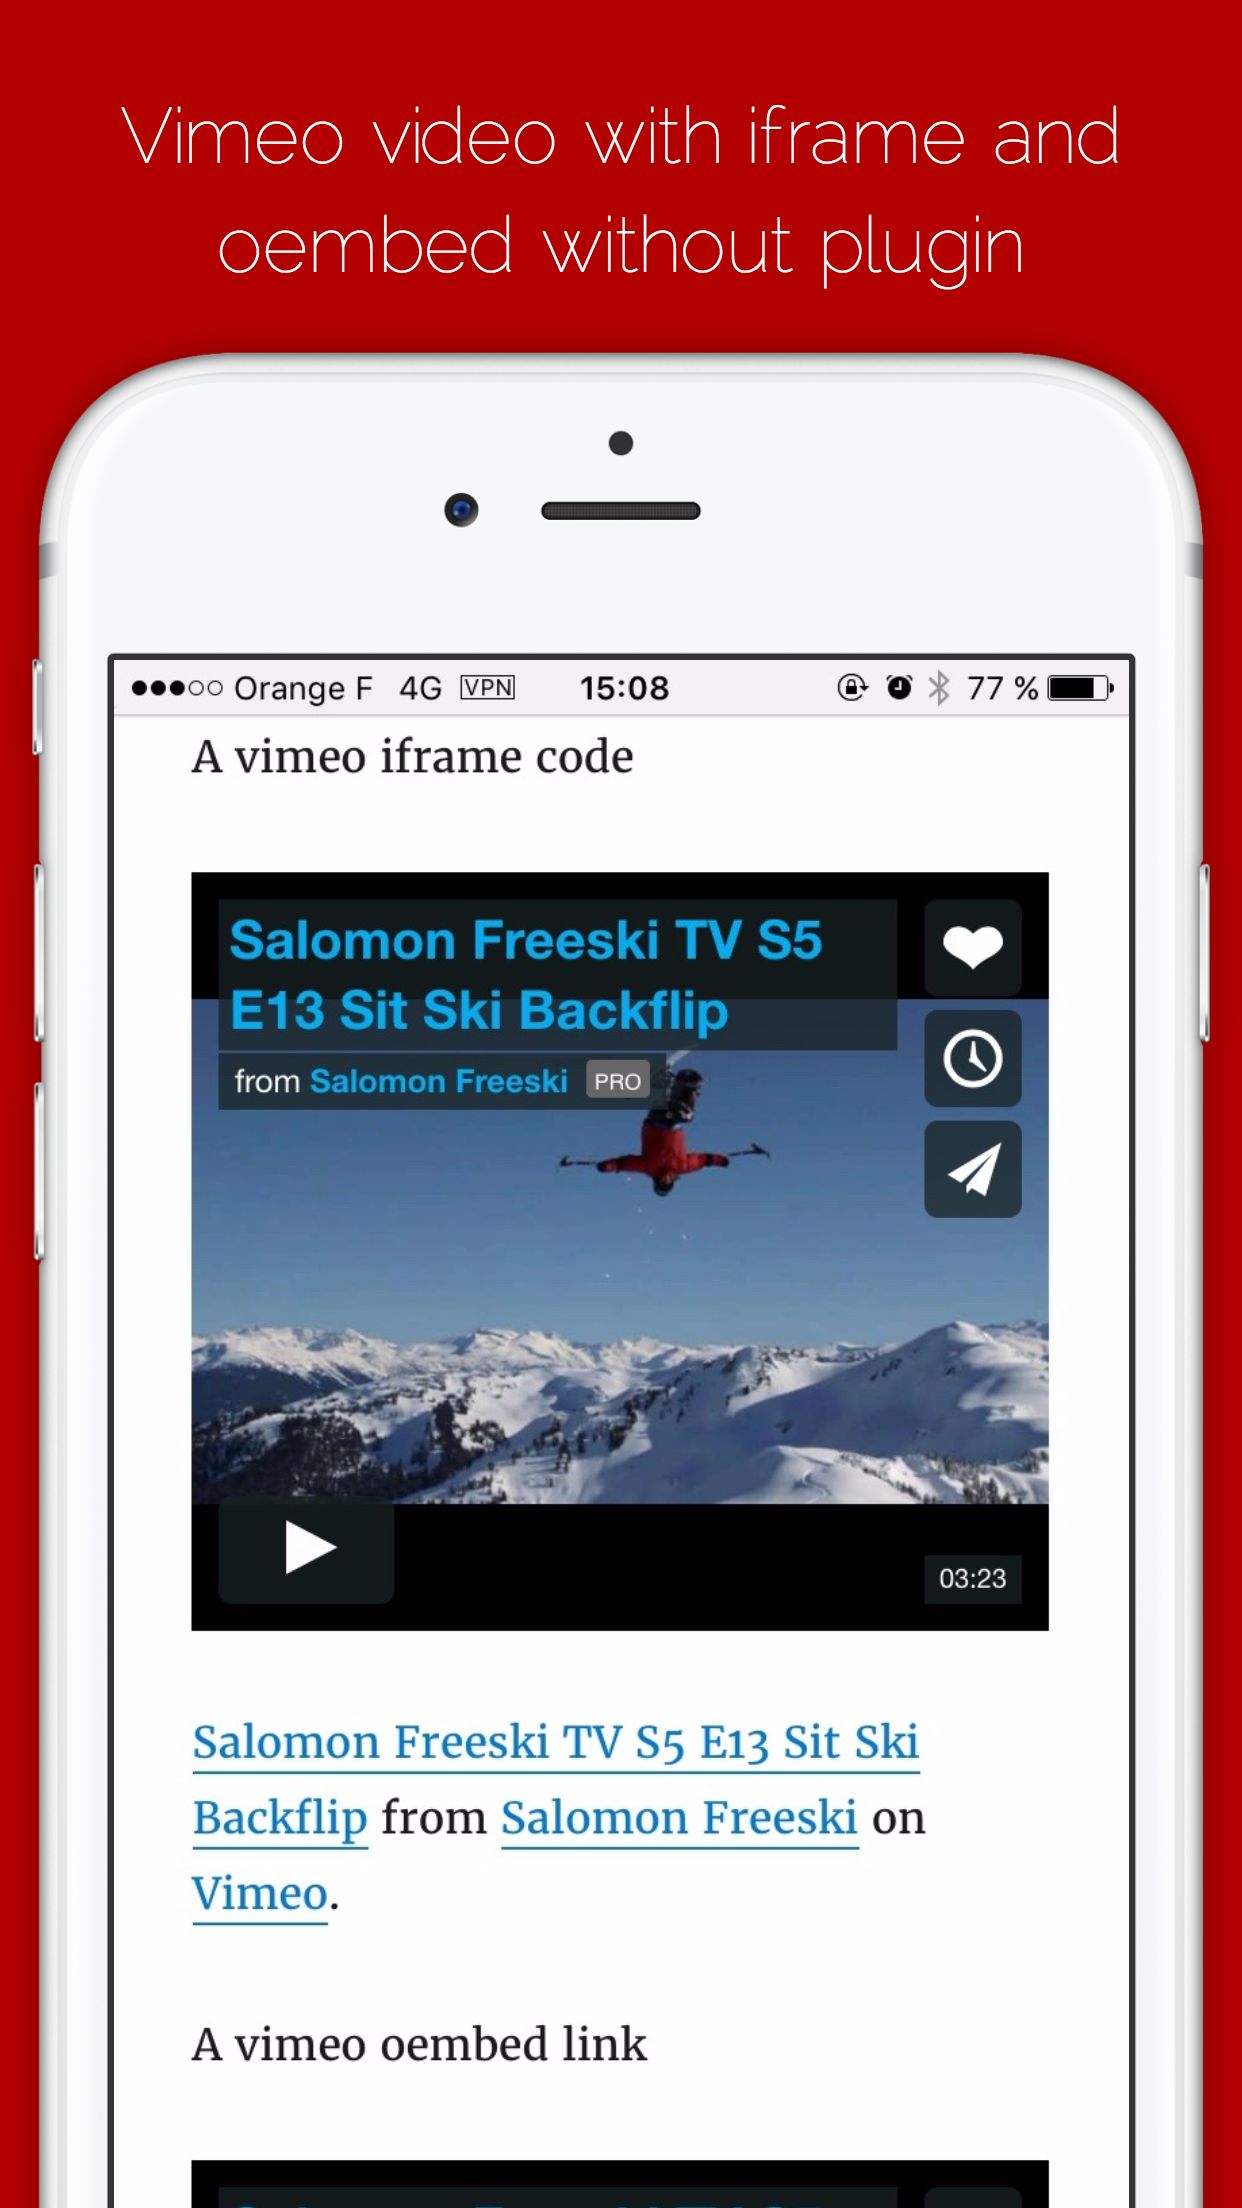 Vimeo video with iframe and
oembed without plugin
Orange F 4G VPN 15:08 77 %
A vimeo iframe code
Salomon Freeski TV S5
E13 Sit Ski Backflip
from Salomon Freeski PRO
03:23
Salomon Freeski TV S5 E13 Sit Ski
Backflip from Salomon Freeski on
Vimeo.
A vimeo oembed link